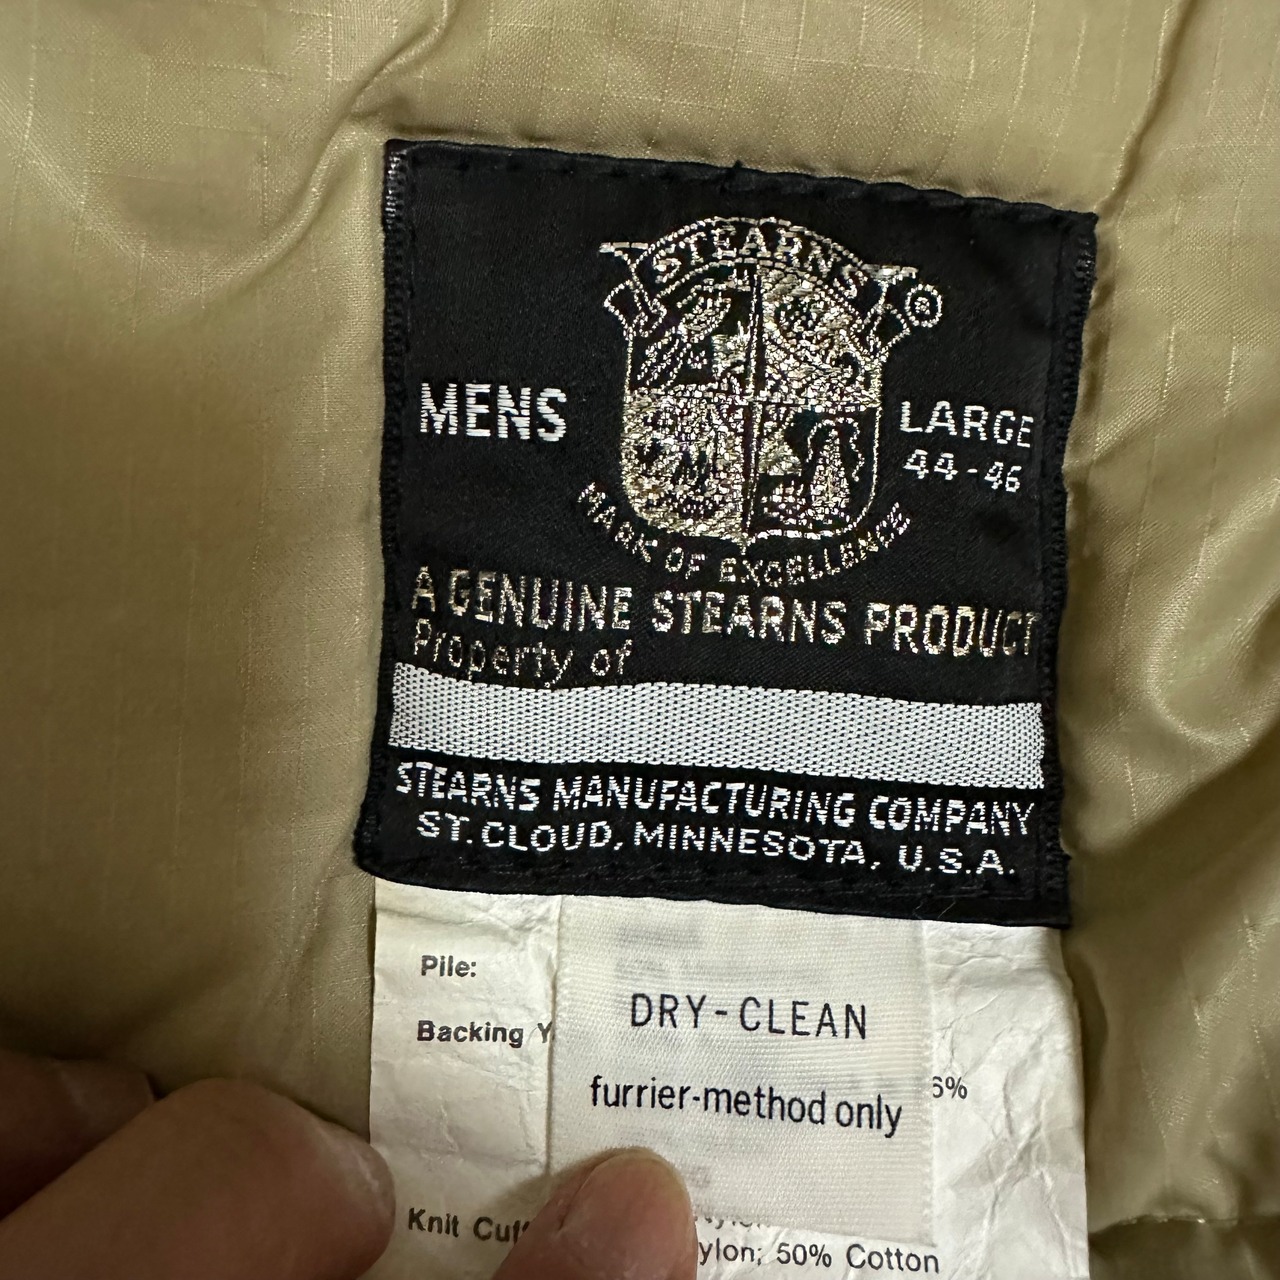 STEARNS
®
MENS
LARGE
44-46
MARK OF EXCELLENCE
A GENUINE STEARNS PRODUCT
Property of
STEARNS MANUFACTURING COMPANY
ST. CLOUD, MINNESOTA, U.S.A.
Pile:
DRY-CLEAN
Backing
6%
furrier-method only
Knit
50% Cotton